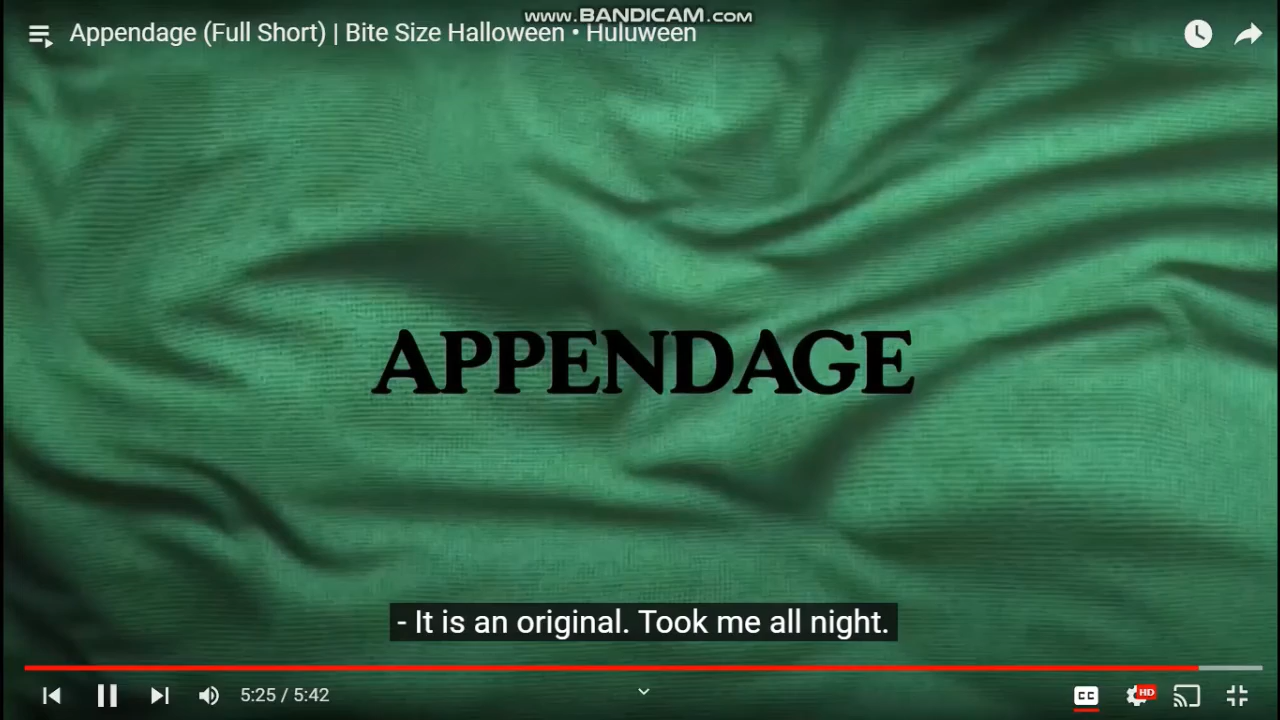 www.BANDICAM.com
Appendage (Full Short) | Bite Size Halloween • Huluween
APPENDAGE
- It is an original. Took me all night.
5:25 / 5:42
CC
HD